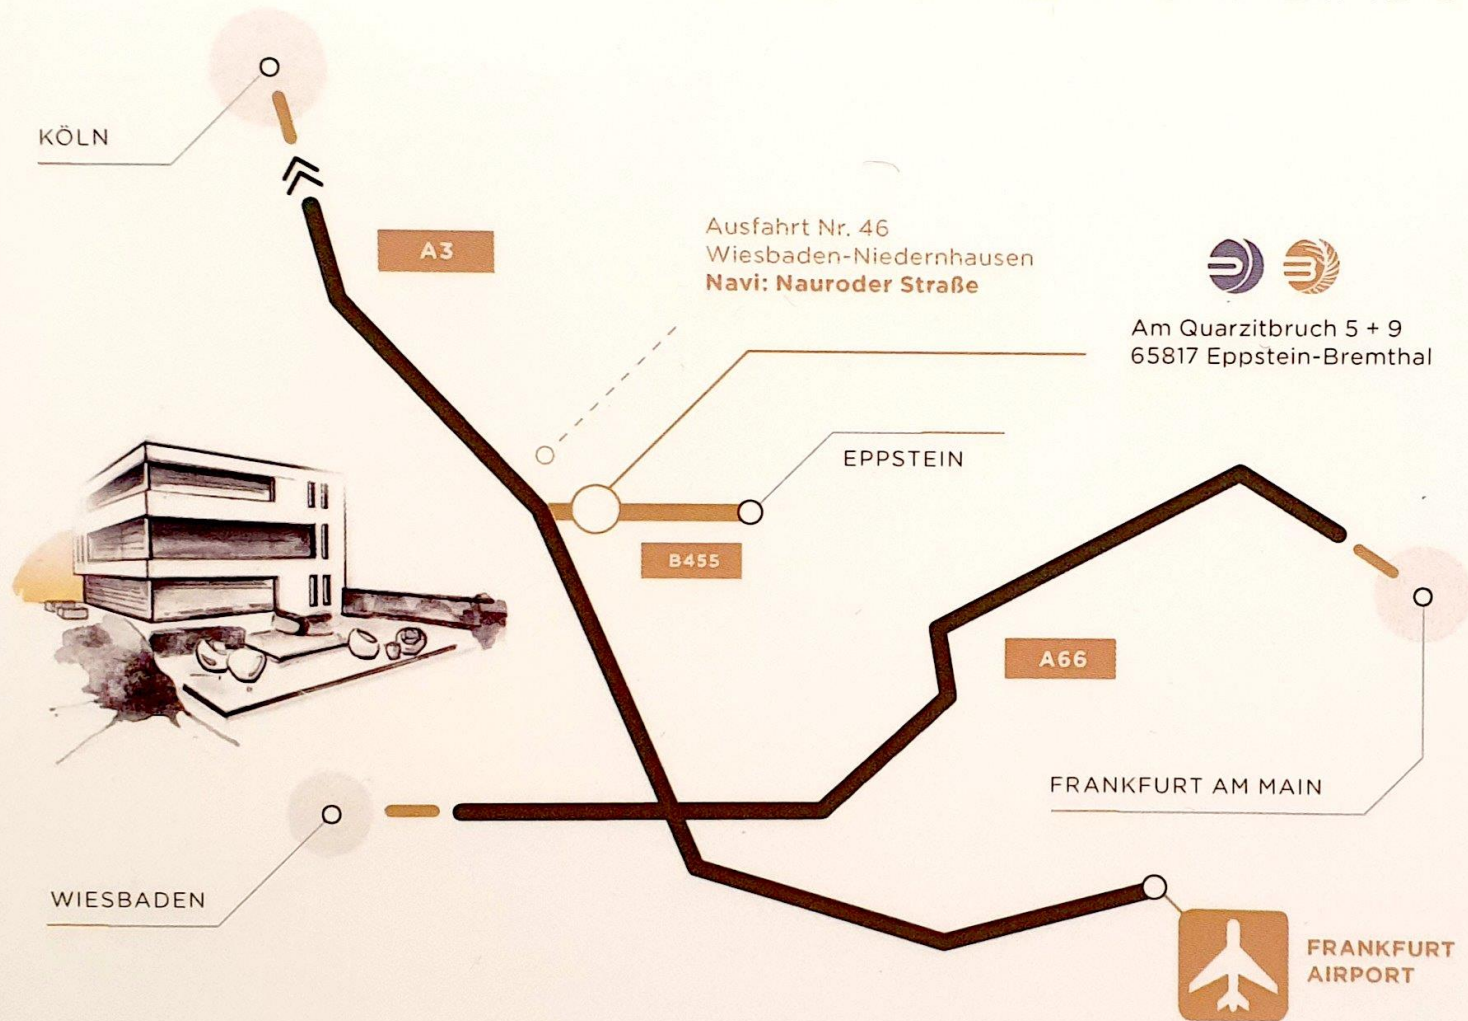 KÖLN
A3
Ausfahrt Nr. 46
Wiesbaden-Niedernhausen
Navi: Nauroder Straße
Am Quarzitbruch 5 + 9
65817 Eppstein-Bremthal
EPPSTEIN
B455
A66
FRANKFURT AM MAIN
WIESBADEN
FRANKFURT
AIRPORT